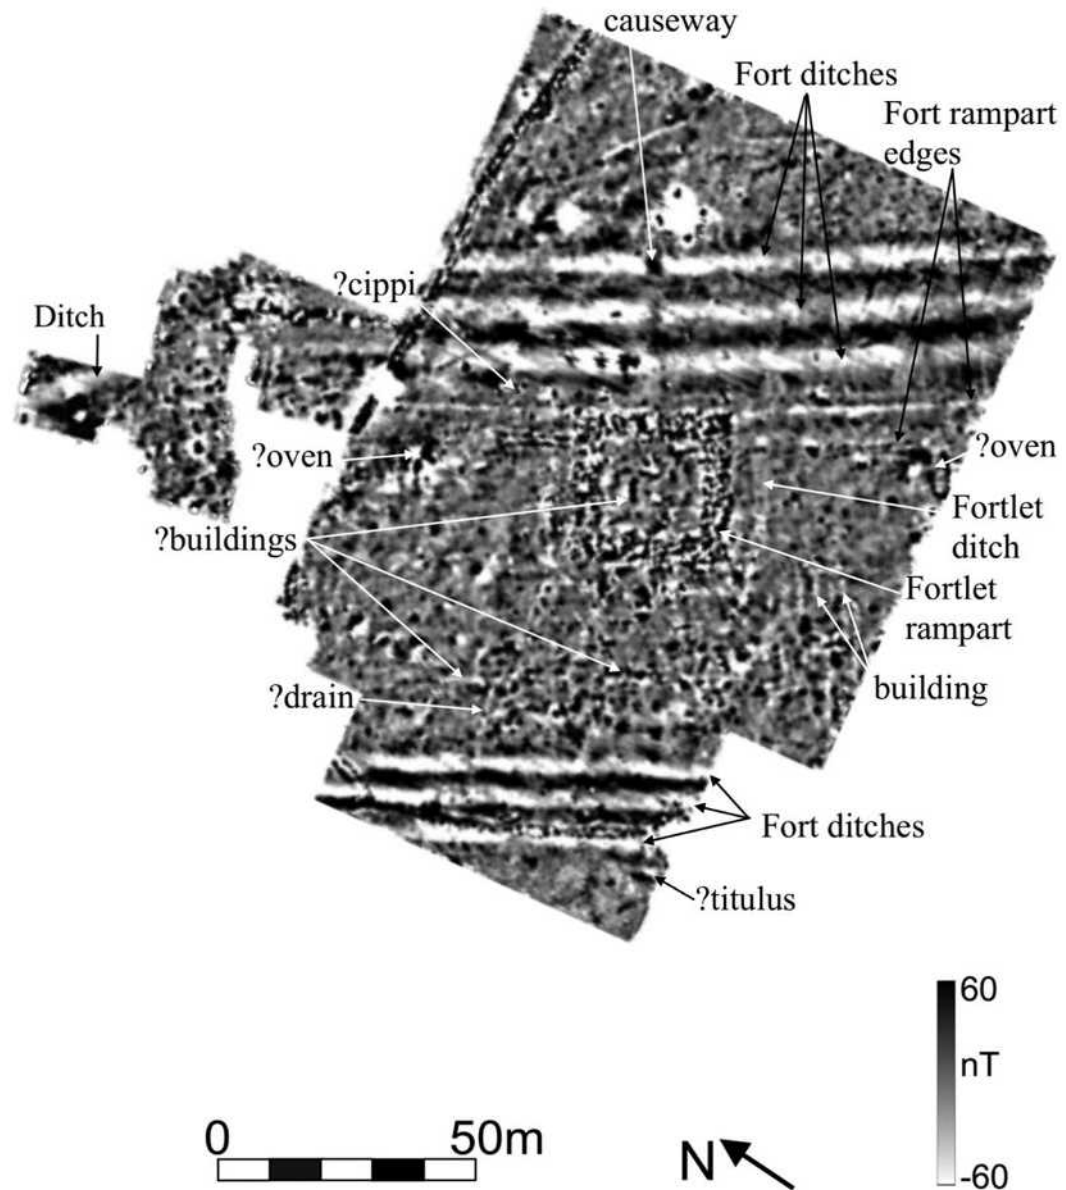 causeway
Fort ditches
Fort rampart
edges
?cippi
Ditch
?oven
?oven
Fortlet
ditch
?buildings
Fortlet
rampart
building
?drain
Fort ditches
?titulus
60
nT
-60
0
50m
N